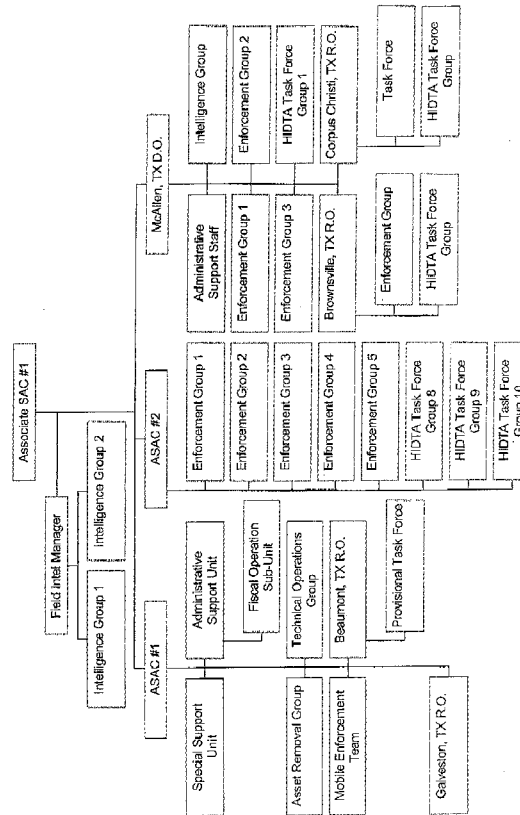 Associate SAC #1
Field Intel Manager
Intelligence Group 1
Intelligence Group 2
ASAC #1
ASAC #2
McAllen, TX D.O.
Special Support
Unit
Administrative
Support Unit
Fiscal Operation
Sub-Unit
Asset Removal Group
Technical Operations
Group
Mobile Enforcement
Team
Beaumont, TX R.O.
Provisional Task Force
Galveston, TX R.O.
Enforcement Group 1
Enforcement Group 2
Enforcement Group 3
Enforcement Group 4
Enforcement Group 5
HIDTA Task Force
Group 8
HIDTA Task Force
Group 9
HIDTA Task Force
Group 10
Administrative
Support Staff
Intelligence Group
Enforcement Group 1
Enforcement Group 2
Enforcement Group 3
HIDTA Task Force
Group 1
Brownsville, TX R.O.
Corpus Christi, TX R.O.
Enforcement Group
HIDTA Task Force
Group
Task Force
HIDTA Task Force
Group